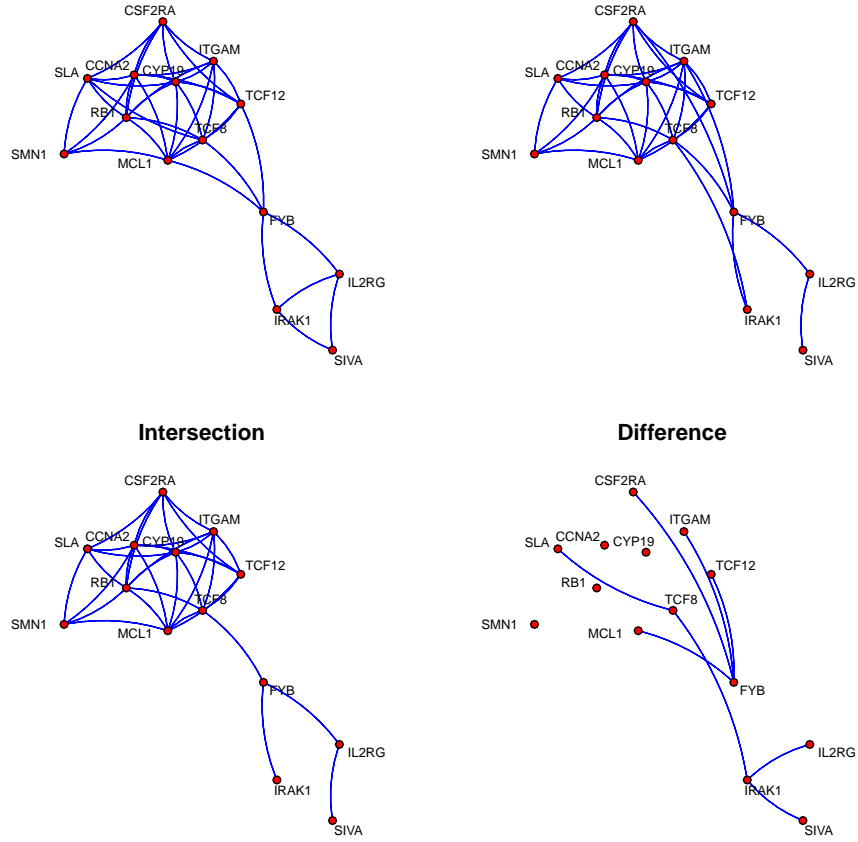 CSF2RA
ITGAM
SLA
CCNA2
CYP19
TCF12
RB1
TCF8
SMN1
MCL1
FYB
IL2RG
IRAK1
SIVA
CSF2RA
ITGAM
SLA
CCNA2
CYP19
TCF12
RB1
TCF8
SMN1
MCL1
FYB
IL2RG
IRAK1
SIVA
Intersection
CSF2RA
ITGAM
SLA
CCNA2
CYP19
TCF12
RB1
TCF8
SMN1
MCL1
FYB
IL2RG
IRAK1
SIVA
Difference
CSF2RA
ITGAM
SLA
CCNA2
CYP19
TCF12
RB1
TCF8
SMN1
MCL1
FYB
IL2RG
IRAK1
SIVA